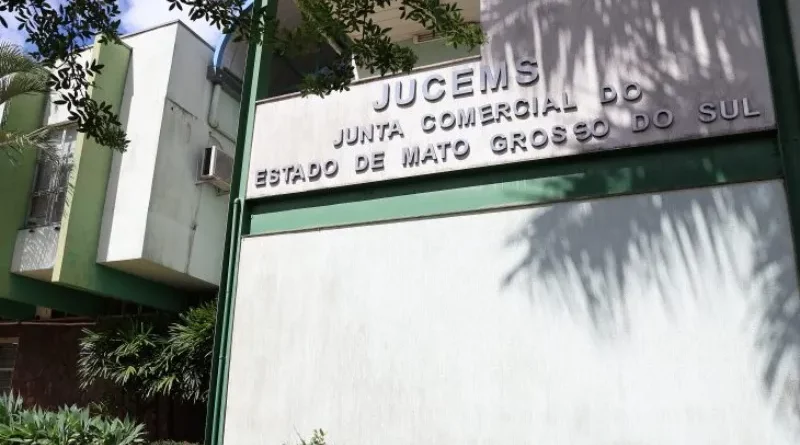 JUCEMS
JUNTA COMERCIAL DO
ESTADO DE MATO GROSSO DO SUL